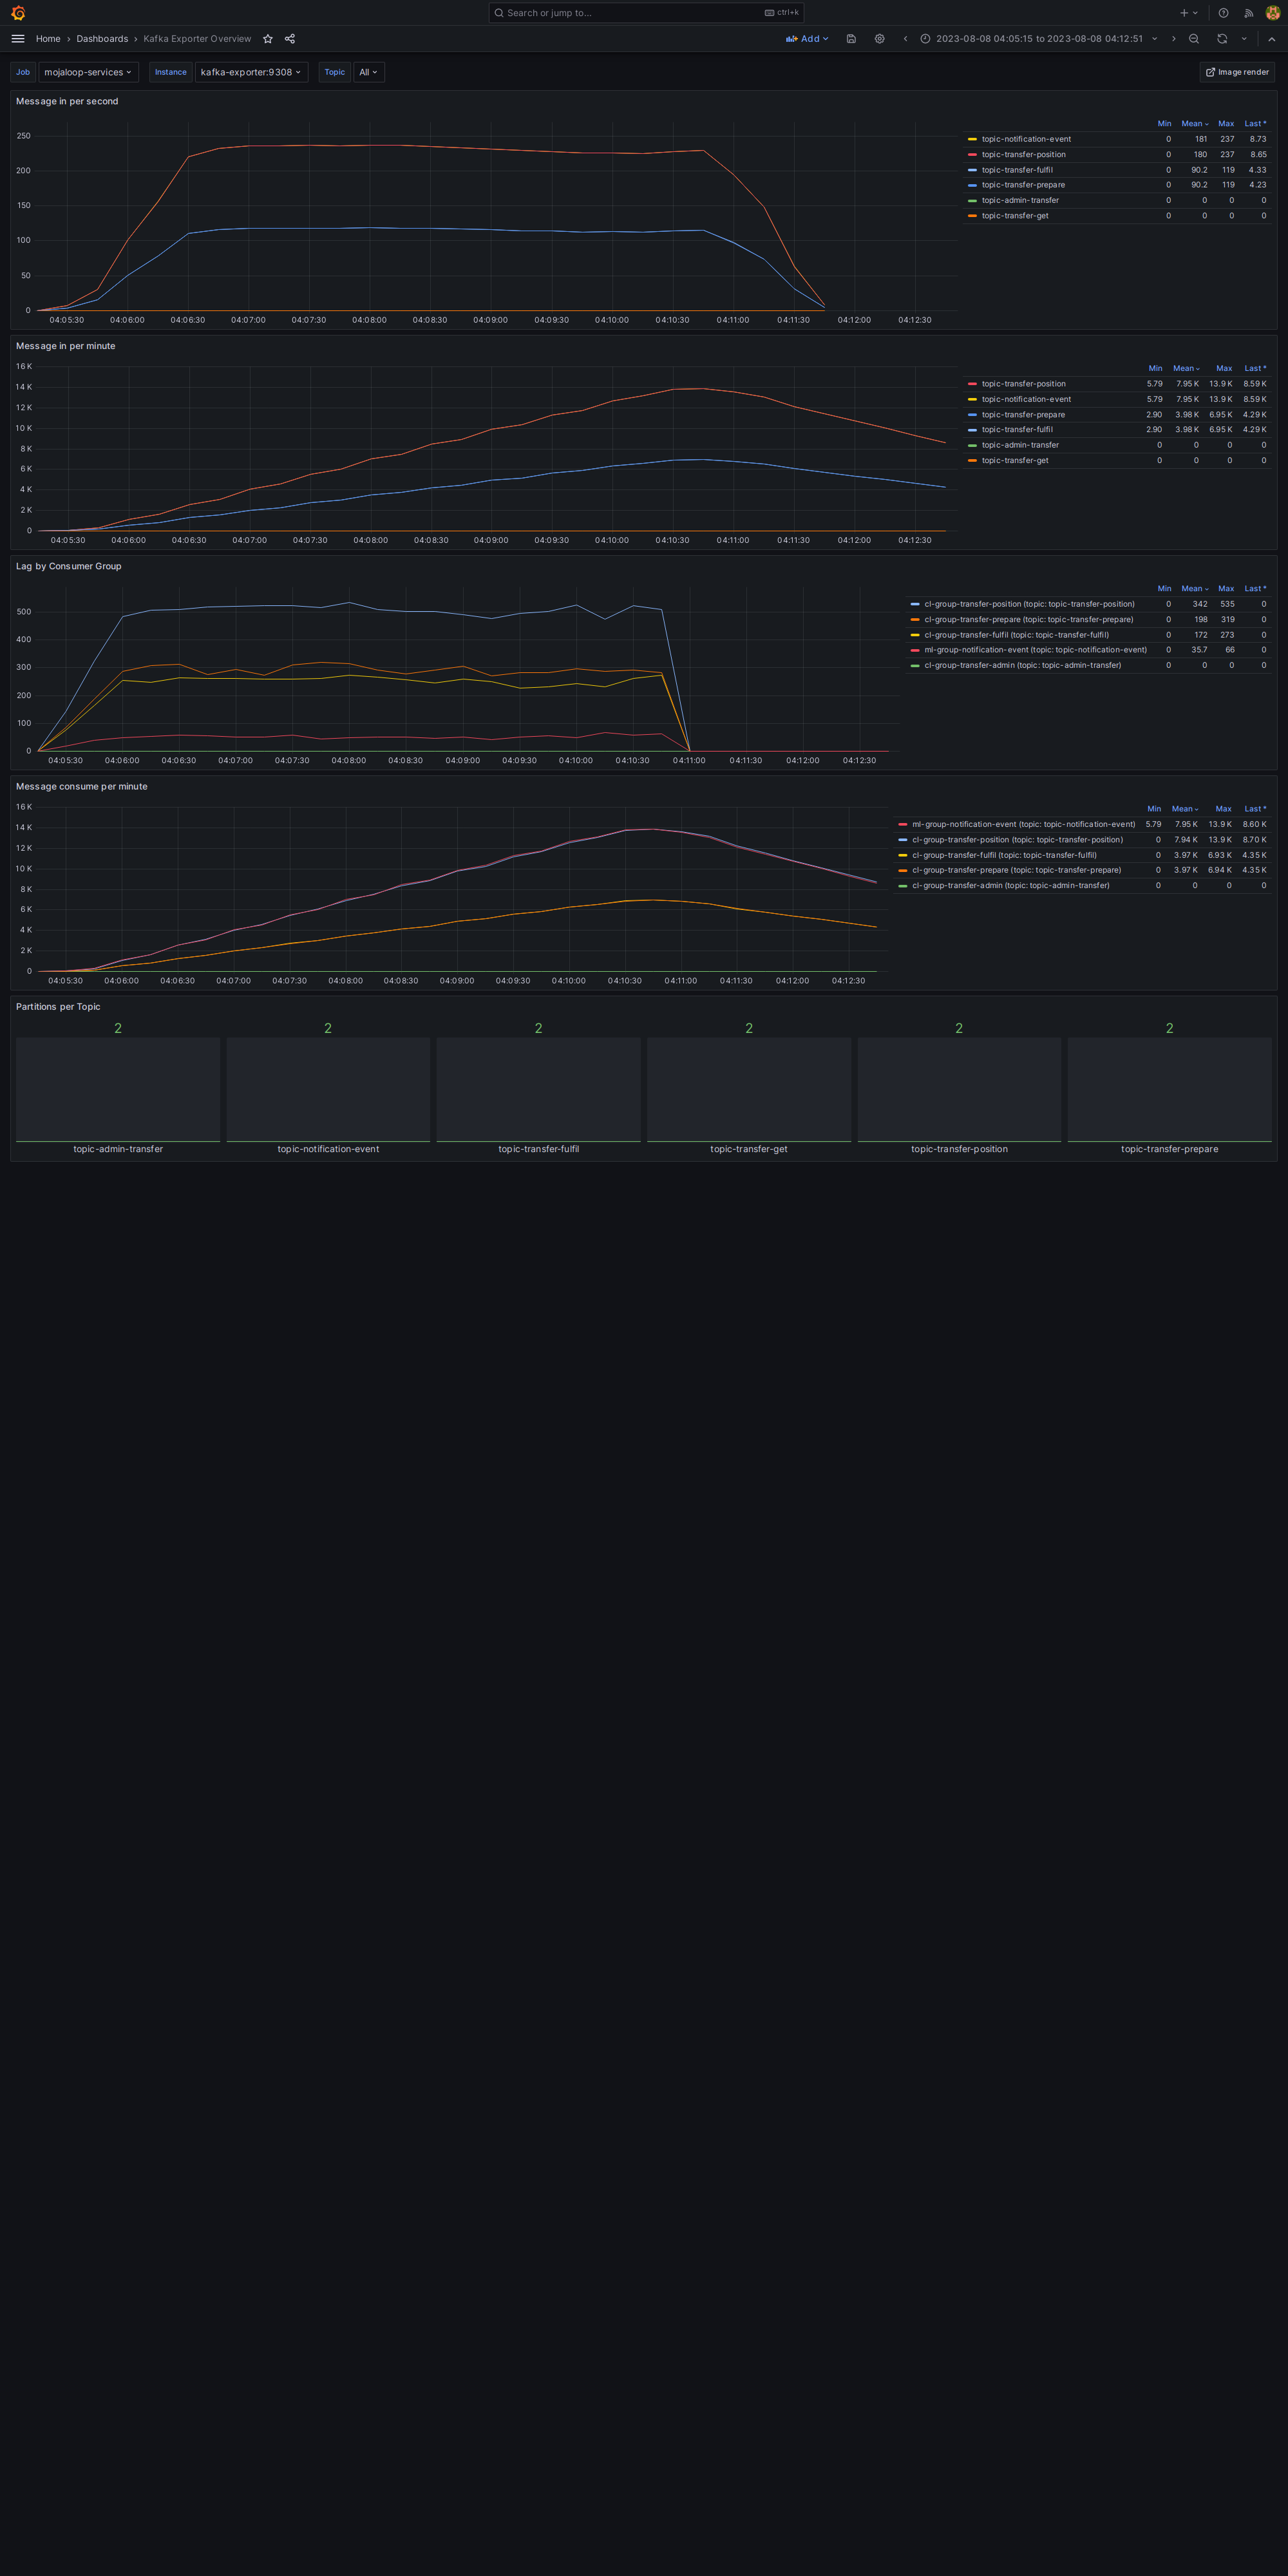 Search or jump to... ctrl+k
Home › Dashboards › Kafka Exporter Overview Add 2023-08-08 04:05:15 to 2023-08-08 04:12:51
Job mojaloop-services Instance kafka-exporter:9308 Topic All Image render
Message in per second
Min Mean Max Last *
topic-notification-event 0 181 237 8.73
topic-transfer-position 0 180 237 8.65
topic-transfer-fulfil 0 90.2 119 4.33
topic-transfer-prepare 0 90.2 119 4.23
topic-admin-transfer 0 0 0 0
topic-transfer-get 0 0 0 0
250
200
150
100
50
0
04:05:30 04:06:00 04:06:30 04:07:00 04:07:30 04:08:00 04:08:30 04:09:00 04:09:30 04:10:00 04:10:30 04:11:00 04:11:30 04:12:00 04:12:30
Message in per minute
Min Mean Max Last *
topic-transfer-position 5.79 7.95 K 13.9 K 8.59 K
topic-notification-event 5.79 7.95 K 13.9 K 8.59 K
topic-transfer-prepare 2.90 3.98 K 6.95 K 4.29 K
topic-transfer-fulfil 2.90 3.98 K 6.95 K 4.29 K
topic-admin-transfer 0 0 0 0
topic-transfer-get 0 0 0 0
16 K
14 K
12 K
10 K
8 K
6 K
4 K
2 K
0
04:05:30 04:06:00 04:06:30 04:07:00 04:07:30 04:08:00 04:08:30 04:09:00 04:09:30 04:10:00 04:10:30 04:11:00 04:11:30 04:12:00 04:12:30
Lag by Consumer Group
Min Mean Max Last *
cl-group-transfer-position (topic: topic-transfer-position) 0 342 535 0
cl-group-transfer-prepare (topic: topic-transfer-prepare) 0 198 319 0
cl-group-transfer-fulfil (topic: topic-transfer-fulfil) 0 172 273 0
ml-group-notification-event (topic: topic-notification-event) 0 35.7 66 0
cl-group-transfer-admin (topic: topic-admin-transfer) 0 0 0 0
500
400
300
200
100
0
04:05:30 04:06:00 04:06:30 04:07:00 04:07:30 04:08:00 04:08:30 04:09:00 04:09:30 04:10:00 04:10:30 04:11:00 04:11:30 04:12:00 04:12:30
Message consume per minute
Min Mean Max Last *
ml-group-notification-event (topic: topic-notification-event) 5.79 7.95 K 13.9 K 8.60 K
cl-group-transfer-position (topic: topic-transfer-position) 0 7.94 K 13.9 K 8.70 K
cl-group-transfer-fulfil (topic: topic-transfer-fulfil) 0 3.97 K 6.93 K 4.35 K
cl-group-transfer-prepare (topic: topic-transfer-prepare) 0 3.97 K 6.94 K 4.35 K
cl-group-transfer-admin (topic: topic-admin-transfer) 0 0 0 0
16 K
14 K
12 K
10 K
8 K
6 K
4 K
2 K
0
04:05:30 04:06:00 04:06:30 04:07:00 04:07:30 04:08:00 04:08:30 04:09:00 04:09:30 04:10:00 04:10:30 04:11:00 04:11:30 04:12:00 04:12:30
Partitions per Topic
2 2 2 2 2 2
topic-admin-transfer topic-notification-event topic-transfer-fulfil topic-transfer-get topic-transfer-position topic-transfer-prepare